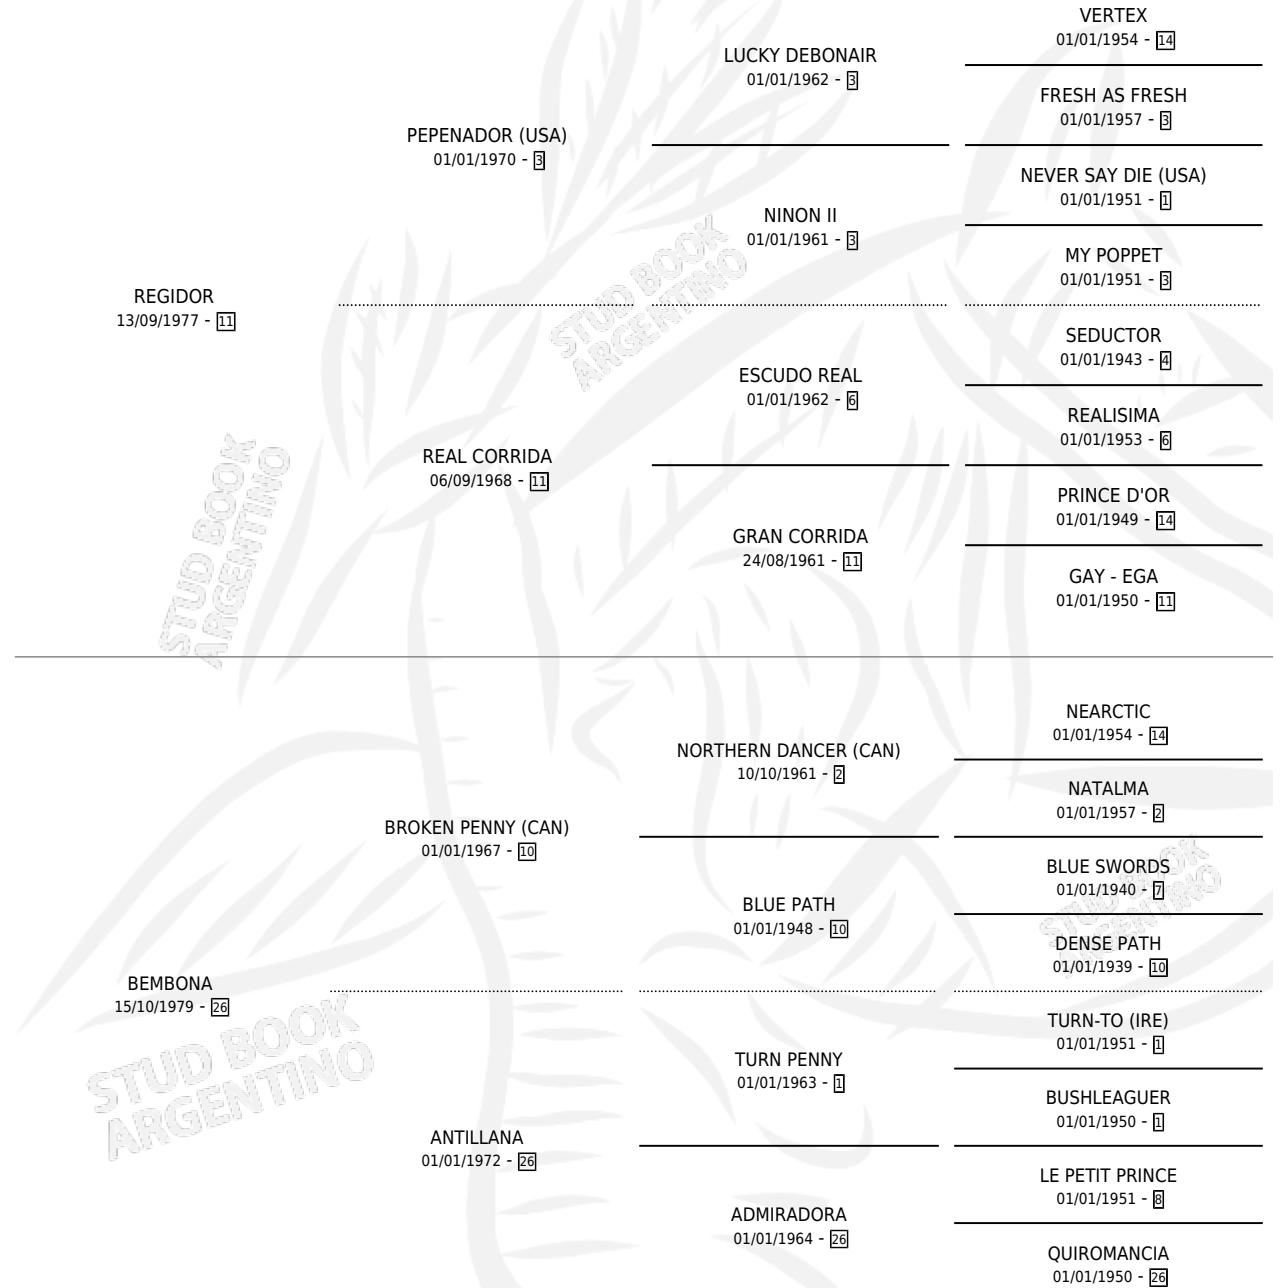 VERTEX
01/01/1954 - 14
LUCKY DEBONAIR
01/01/1962 - 3
FRESH AS FRESH
01/01/1957 - 3
PEPENADOR (USA)
01/01/1970 - 3
NEVER SAY DIE (USA)
01/01/1951 - 1
NINON II
01/01/1961 - 3
MY POPPET
01/01/1951 - 3
REGIDOR
13/09/1977 - 11
SEDUCTOR
01/01/1943 - 4
ESCUDO REAL
01/01/1962 - 6
REALISIMA
01/01/1953 - 6
REAL CORRIDA
06/09/1968 - 11
PRINCE D'OR
01/01/1949 - 14
GRAN CORRIDA
24/08/1961 - 11
GAY - EGA
01/01/1950 - 11
STUD BOOK
ARGENTINO
STUD BOOK
ARGENTINO
NEARCTIC
01/01/1954 - 14
NORTHERN DANCER (CAN)
10/10/1961 - 2
NATALMA
01/01/1957 - 2
BROKEN PENNY (CAN)
01/01/1967 - 10
BLUE SWORDS
01/01/1940 - 7
BLUE PATH
01/01/1948 - 10
DENSE PATH
01/01/1939 - 10
BEMBONA
15/10/1979 - 26
TURN-TO (IRE)
01/01/1951 - 1
TURN PENNY
01/01/1963 - 1
BUSHLEAGUER
01/01/1950 - 1
ANTILLANA
01/01/1972 - 26
LE PETIT PRINCE
01/01/1951 - 8
ADMIRADORA
01/01/1964 - 26
QUIROMANCIA
01/01/1950 - 26
STUD BOOK
ARGENTINO
STUD BOOK
ARGENTINO